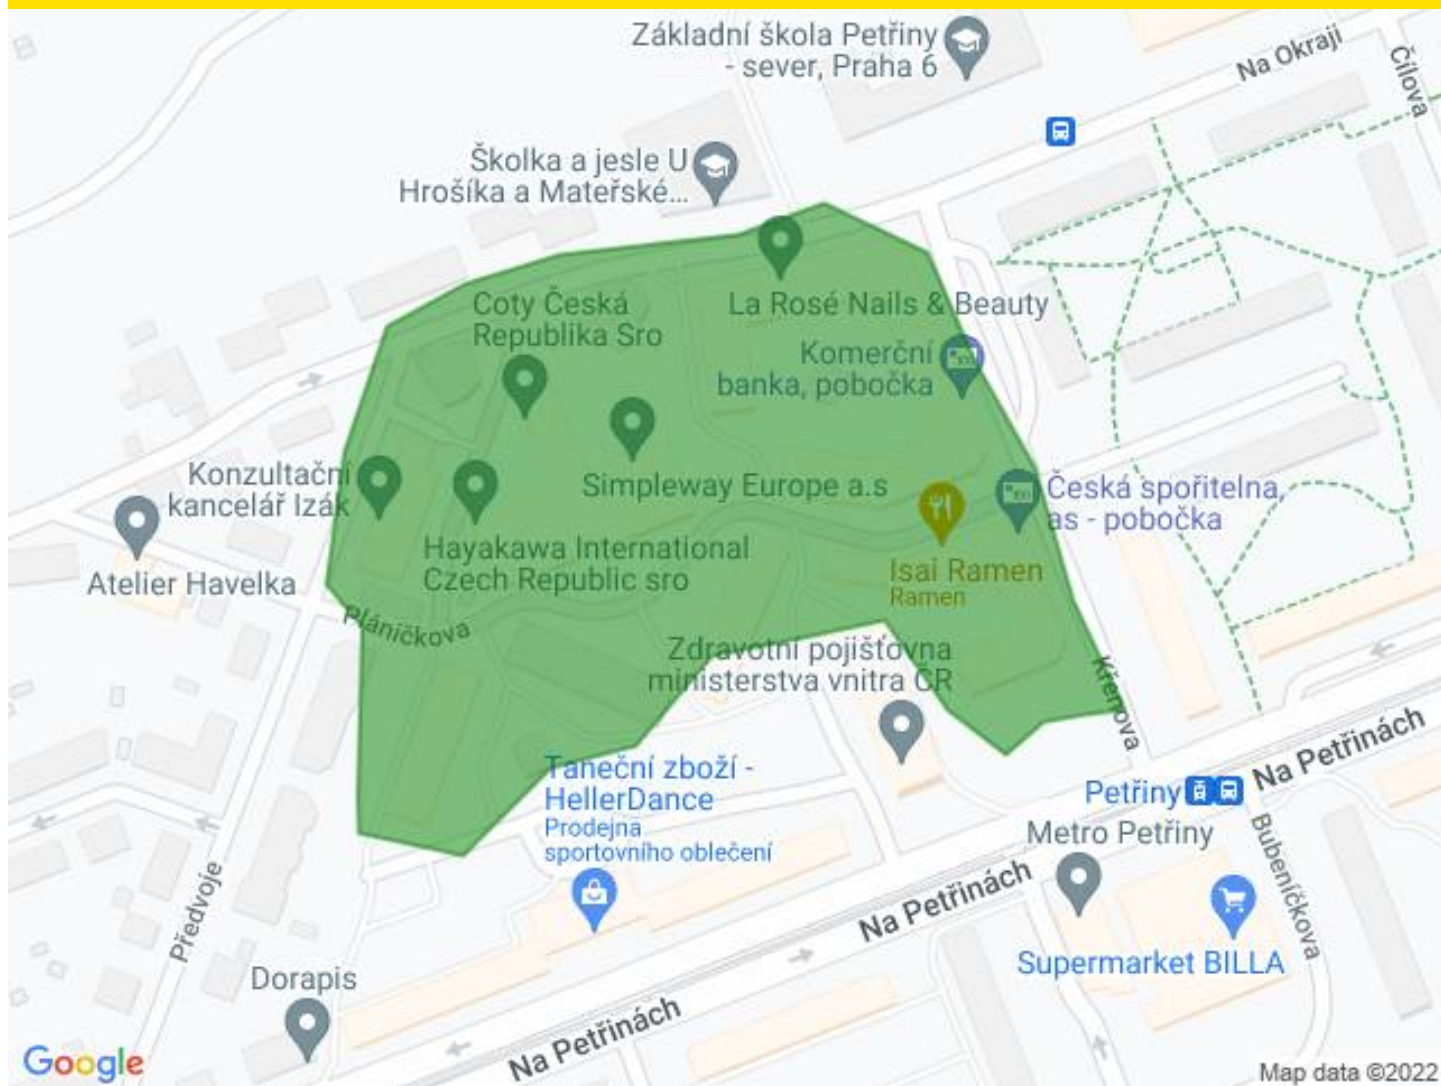 Základní škola Petřiny
- sever, Praha 6
Na Okraji
Čílova
Školka a jesle U
Hrošíka a Mateřské...
Coty Česká
Republika Sro
La Rosé Nails & Beauty
Komerční
banka, pobočka
Konzultační
kancelář Izák
Simpleway Europe a.s
Česká spořitelna,
as - pobočka
Atelier Havelka
Hayakawa International
Czech Republic sro
Isai Ramen
Ramen
Pláničkova
Zdravotní pojišťovna
ministerstva vnitra ČR
Křenova
Taneční zboží -
HellerDance
Prodejna
sportovního oblečení
Petřiny
Na Petřinách
Metro Petřiny
Bubeníčkova
Předvoje
Na Petřinách
Supermarket BILLA
Dorapis
Na Petřinách
Google
Map data ©2022